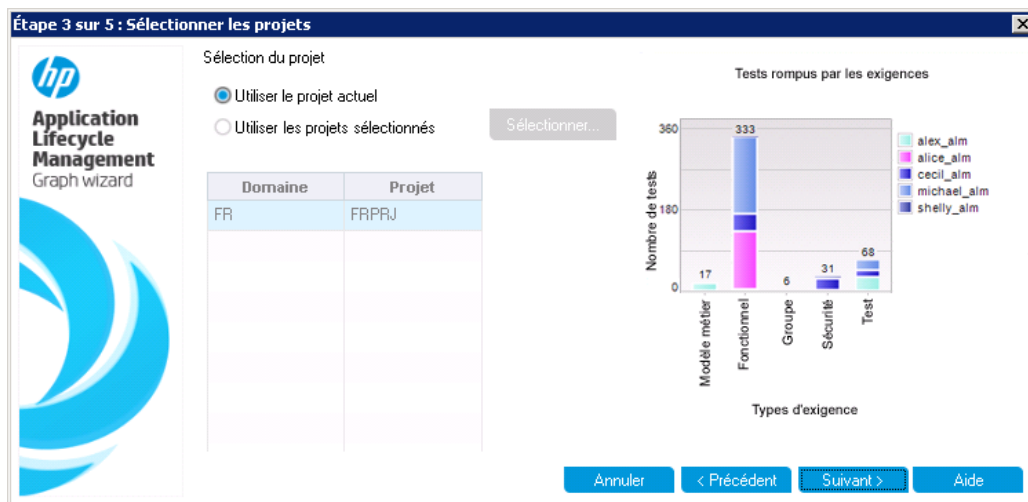 Étape 3 sur 5 : Sélectionner les projets
hp
Application
Lifecycle
Management
Graph wizard
Sélection du projet
Utiliser le projet actuel
Utiliser les projets sélectionnés
Sélectionner...
Domaine Projet
FR FRPRJ
Tests rompus par les exigences
360
180
0
Nombre de tests
17
333
6
31
68
Modèle métier
Fonctionnel
Groupe
Sécurité
Test
Types d'exigence
alex_alm
alice_alm
cecil_alm
michael_alm
shelly_alm
Annuler
< Précédent
Suivant >
Aide